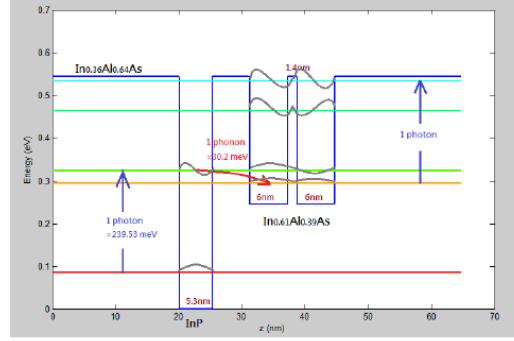 0.7
0.6
0.5
0.4
0.3
0.2
0.1
0
Energy (eV)
In0.36Al0.64As
1.4nm
1 photon
1 phonon
=30.2 meV
6nm
6nm
In0.61Al0.39As
1 photon
=239.53 meV
5.3nm
0
10
20
30
40
50
60
70
InP
z (nm)